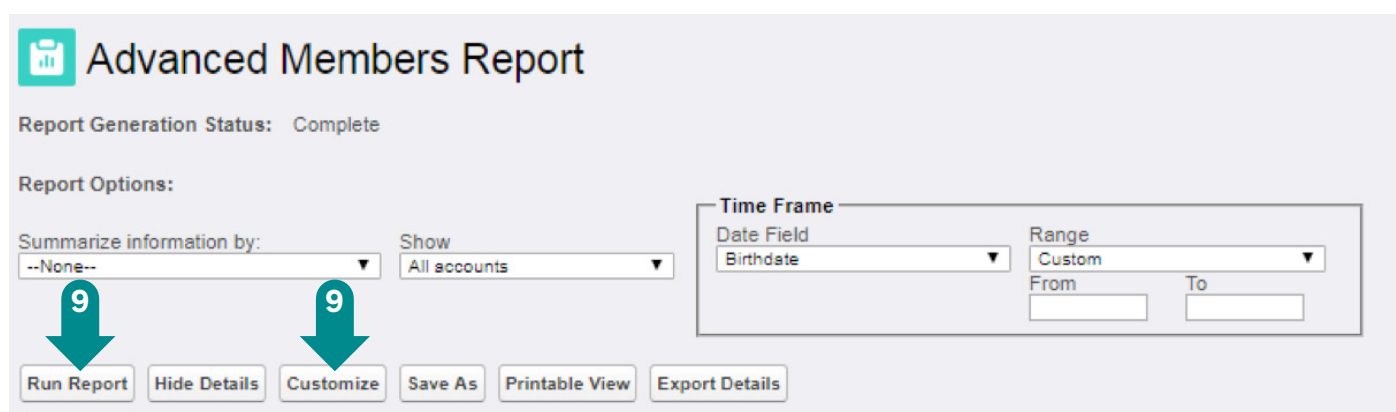 Advanced Members Report
Report Generation Status: Complete
Report Options:
Time Frame
Summarize information by: Show Date Field Range
--None-- All accounts Birthdate Custom
From To
9 9
Run Report Hide Details Customize Save As Printable View Export Details